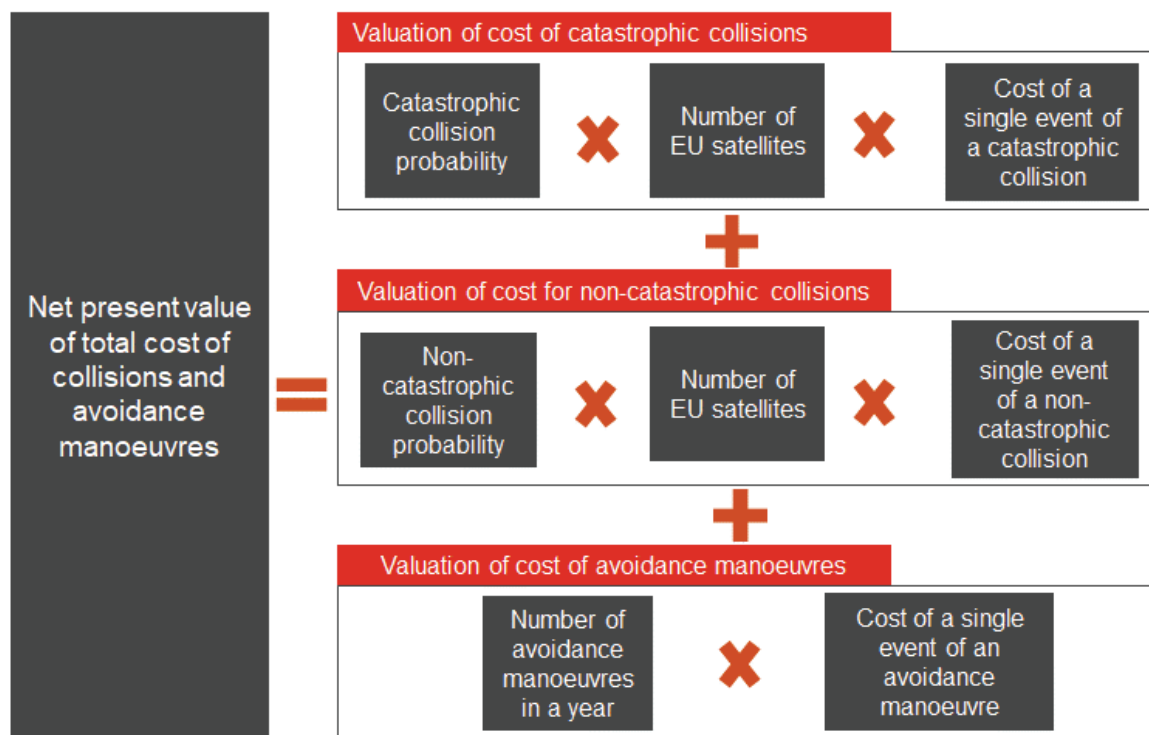 Net present value
of total cost of
collisions and
avoidance
manoeuvres
Valuation of cost of catastrophic collisions
Catastrophic
collision
probability
Number of
EU satellites
Cost of a
single event of
a catastrophic
collision
Valuation of cost for non-catastrophic collisions
Non-
catastrophic
collision
probability
Number of
EU satellites
Cost of a
single event
of a non-
catastrophic
collision
Valuation of cost of avoidance manoeuvres
Number of
avoidance
manoeuvres
in a year
Cost of a single
event of an
avoidance
manoeuvre